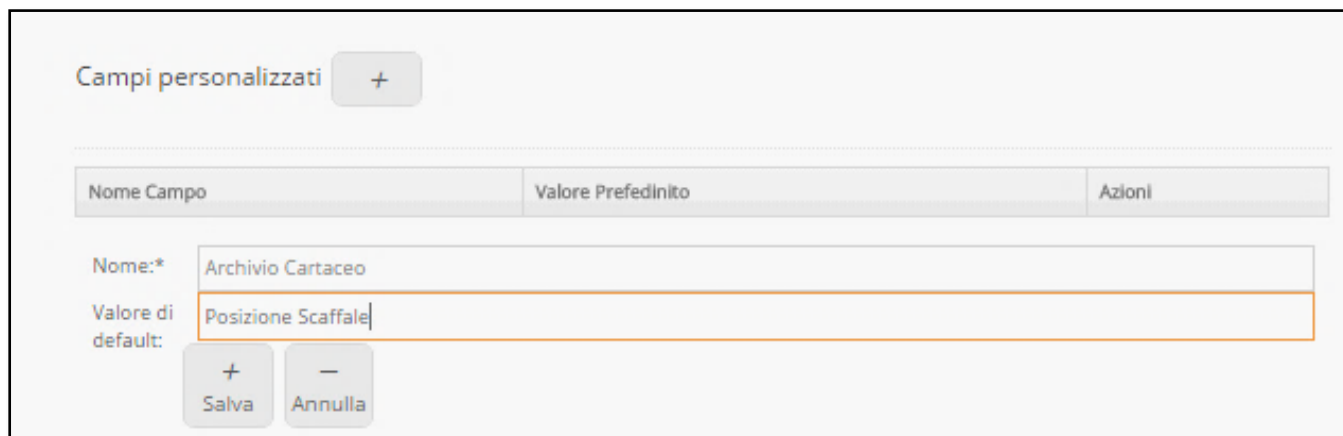 Campi personalizzati +
Nome Campo Valore Prefedinito Azioni
Nome:* Archivio Cartaceo
Valore di default: Posizione Scaffale
+ −
Salva Annulla